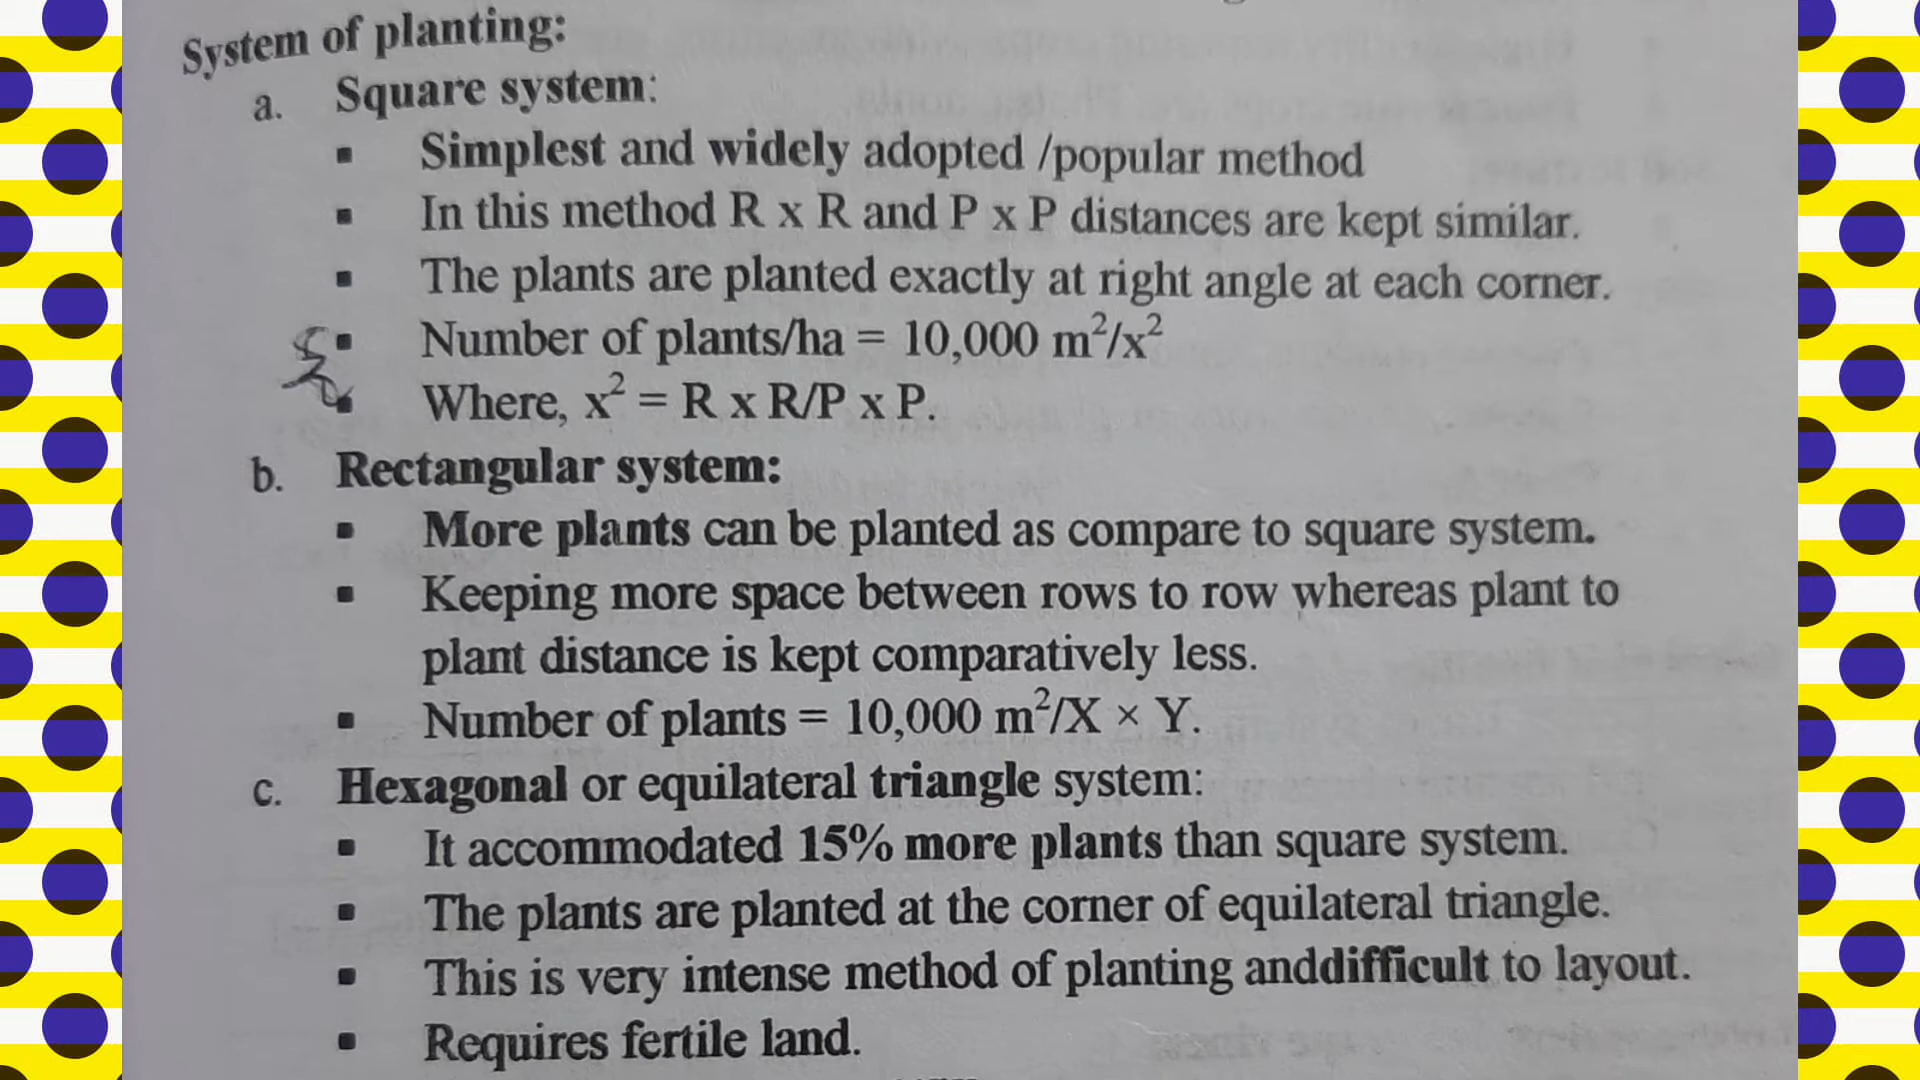 System of planting:
a. Square system:
▪ Simplest and widely adopted /popular method
▪ In this method R x R and P x P distances are kept similar.
▪ The plants are planted exactly at right angle at each corner.
▪ Number of plants/ha = 10,000 m²/x²
▪ Where, x² = R x R/P x P.
b. Rectangular system:
▪ More plants can be planted as compare to square system.
▪ Keeping more space between rows to row whereas plant to
plant distance is kept comparatively less.
▪ Number of plants = 10,000 m²/X × Y.
c. Hexagonal or equilateral triangle system:
▪ It accommodated 15% more plants than square system.
▪ The plants are planted at the corner of equilateral triangle.
▪ This is very intense method of planting anddifficult to layout.
▪ Requires fertile land.